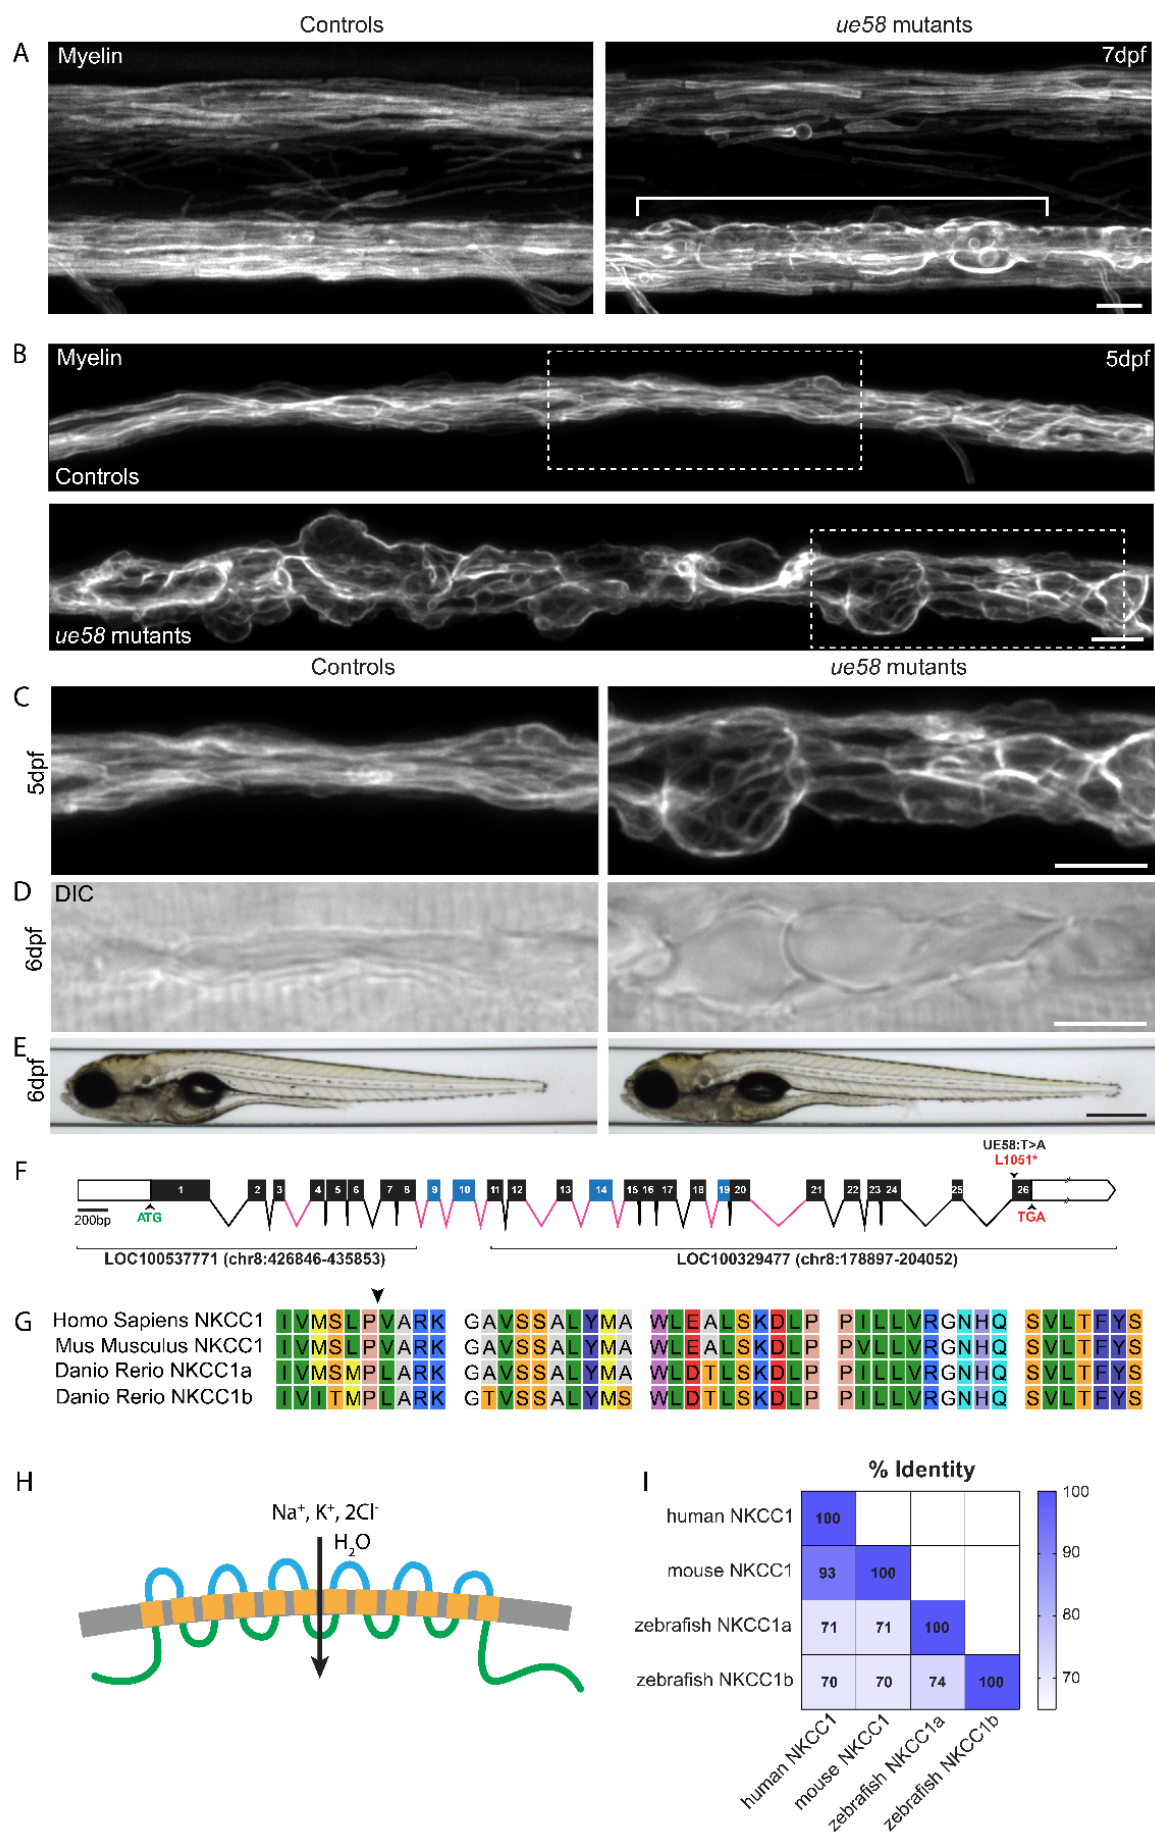 Controls
ue58 mutants
A
Myelin
7dpf
B
Myelin
5dpf
Controls
ue58 mutants
Controls
ue58 mutants
C
5dpf
D
DIC
6dpf
E
6dpf
UE58:T>A
L1051*
F
1 2 3 4 5 6 7 8 9 10 11 12 13 14 15 16 17 18 19 20 21 22 23 24 25 26
200bp
ATG
TGA
LOC100537771 (chr8:426846-435853)
LOC100329477 (chr8:178897-204052)
G
Homo Sapiens NKCC1 IVMSLPVARK GAVSSALYMA WLEALSKDLP PILLVRGNHQ SVLTFYS
Mus Musculus NKCC1 IVMSLPVARK GAVSSALYMA WLEALSKDLP PVLLVRGNHQ SVLTFYS
Danio Rerio NKCC1a IVMSMPLARK GAVSSALYMA WLDTLSKDLP PILLVRGNHQ SVLTFYS
Danio Rerio NKCC1b IVITMPLARK GTVSSALYMS WLDTLSKDLP PILLVRGNHQ SVLTFYS
H
Na⁺, K⁺, 2Cl⁻
H₂O
I
% Identity
human NKCC1 100
mouse NKCC1 93 100
zebrafish NKCC1a 71 71 100
zebrafish NKCC1b 70 70 74 100
human NKCC1
mouse NKCC1
zebrafish NKCC1a
zebrafish NKCC1b
100
90
80
70